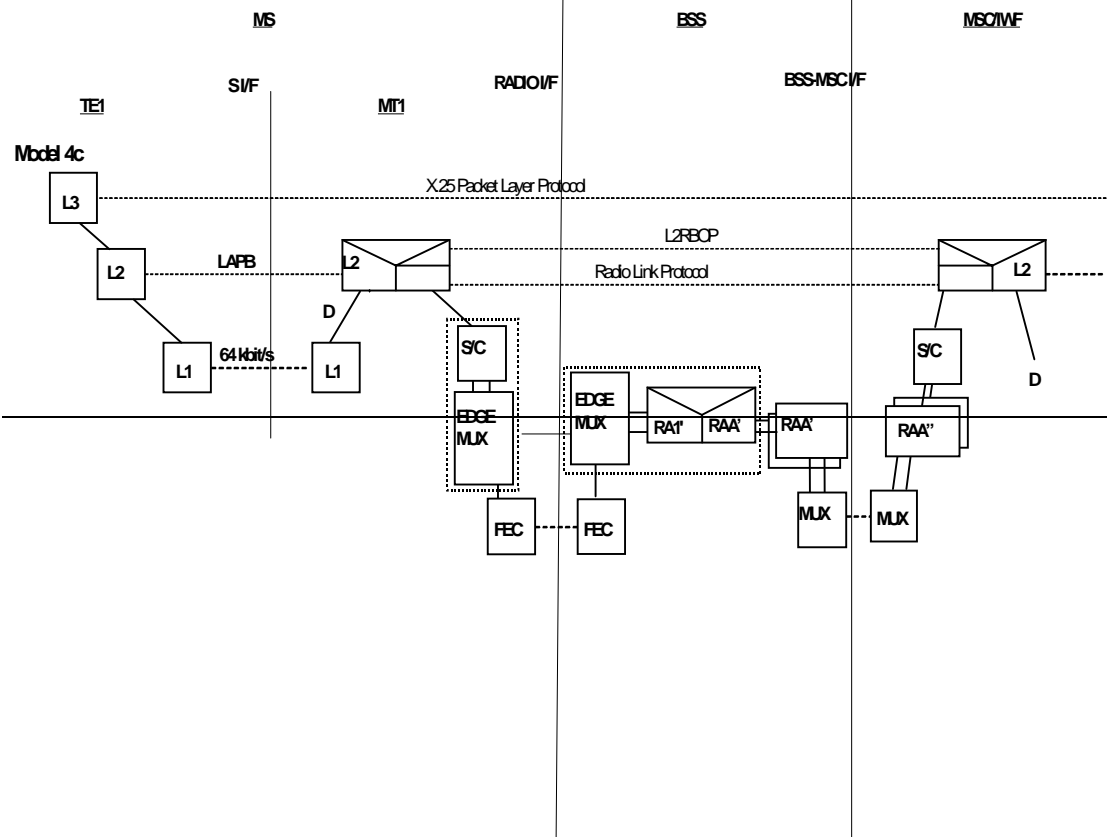 MS
BSS
MSC/IWF
S I/F
RADIO I/F
BSS-MSC I/F
TE1
MT1
Model 4c
X.25 Packet Layer Protocol
L3
L2RBOP
L2
LAPB
L2
Radio Link Protocol
L2
D
L1
64 kbit/s
L1
S/C
S/C
D
EDGE
MUX
EDGE
MUX
RA1'
RAA'
RAA'
RAA''
FEC
FEC
MUX
MUX